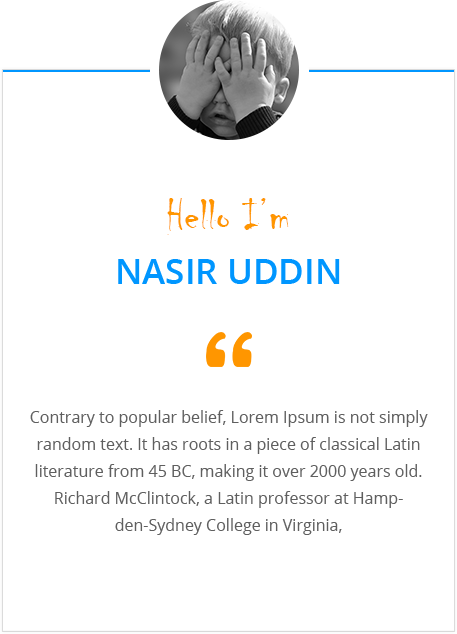 Hello I'm
NASIR UDDIN
“
Contrary to popular belief, Lorem Ipsum is not simply
random text. It has roots in a piece of classical Latin
literature from 45 BC, making it over 2000 years old.
Richard McClintock, a Latin professor at Hamp-
den-Sydney College in Virginia,